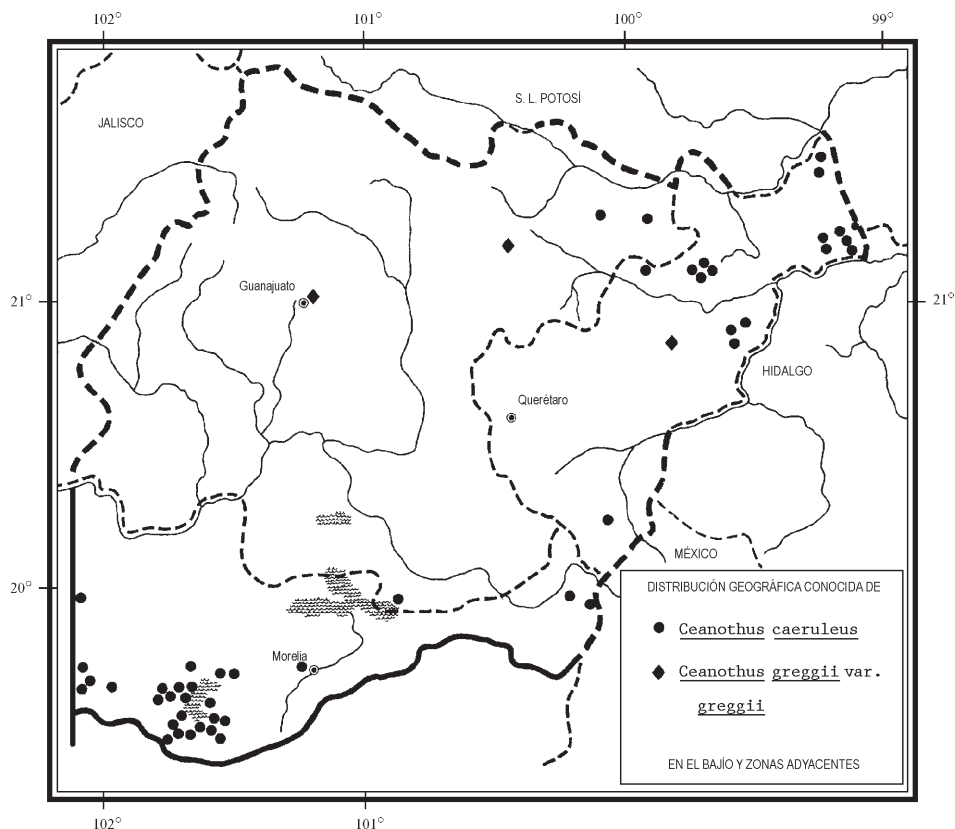 102° 101° 100° 99°
S. L. POTOSÍ
JALISCO
Guanajuato
21° 21°
HIDALGO
Querétaro
MÉXICO
20°
DISTRIBUCIÓN GEOGRÁFICA CONOCIDA DE
Ceanothus caeruleus
Morelia
Ceanothus greggii var.
greggii
EN EL BAJÍO Y ZONAS ADYACENTES
102° 101°